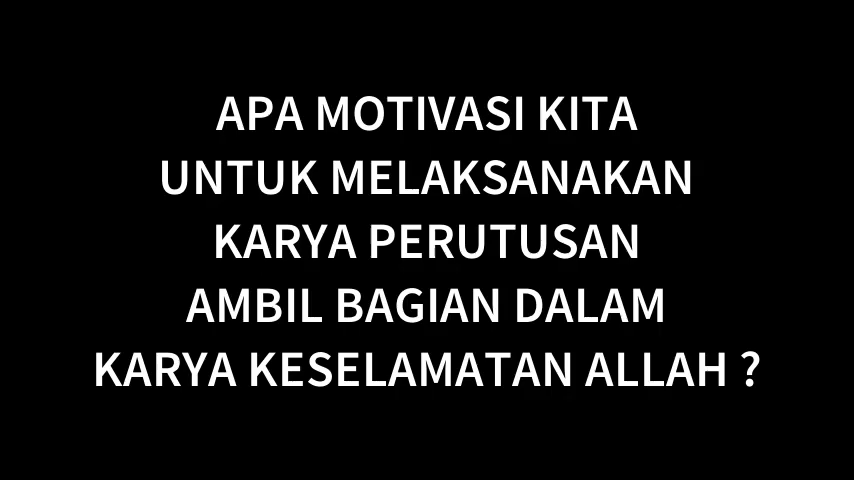 APA MOTIVASI KITA
UNTUK MELAKSANAKAN
KARYA PERUTUSAN
AMBIL BAGIAN DALAM
KARYA KESELAMATAN ALLAH ?